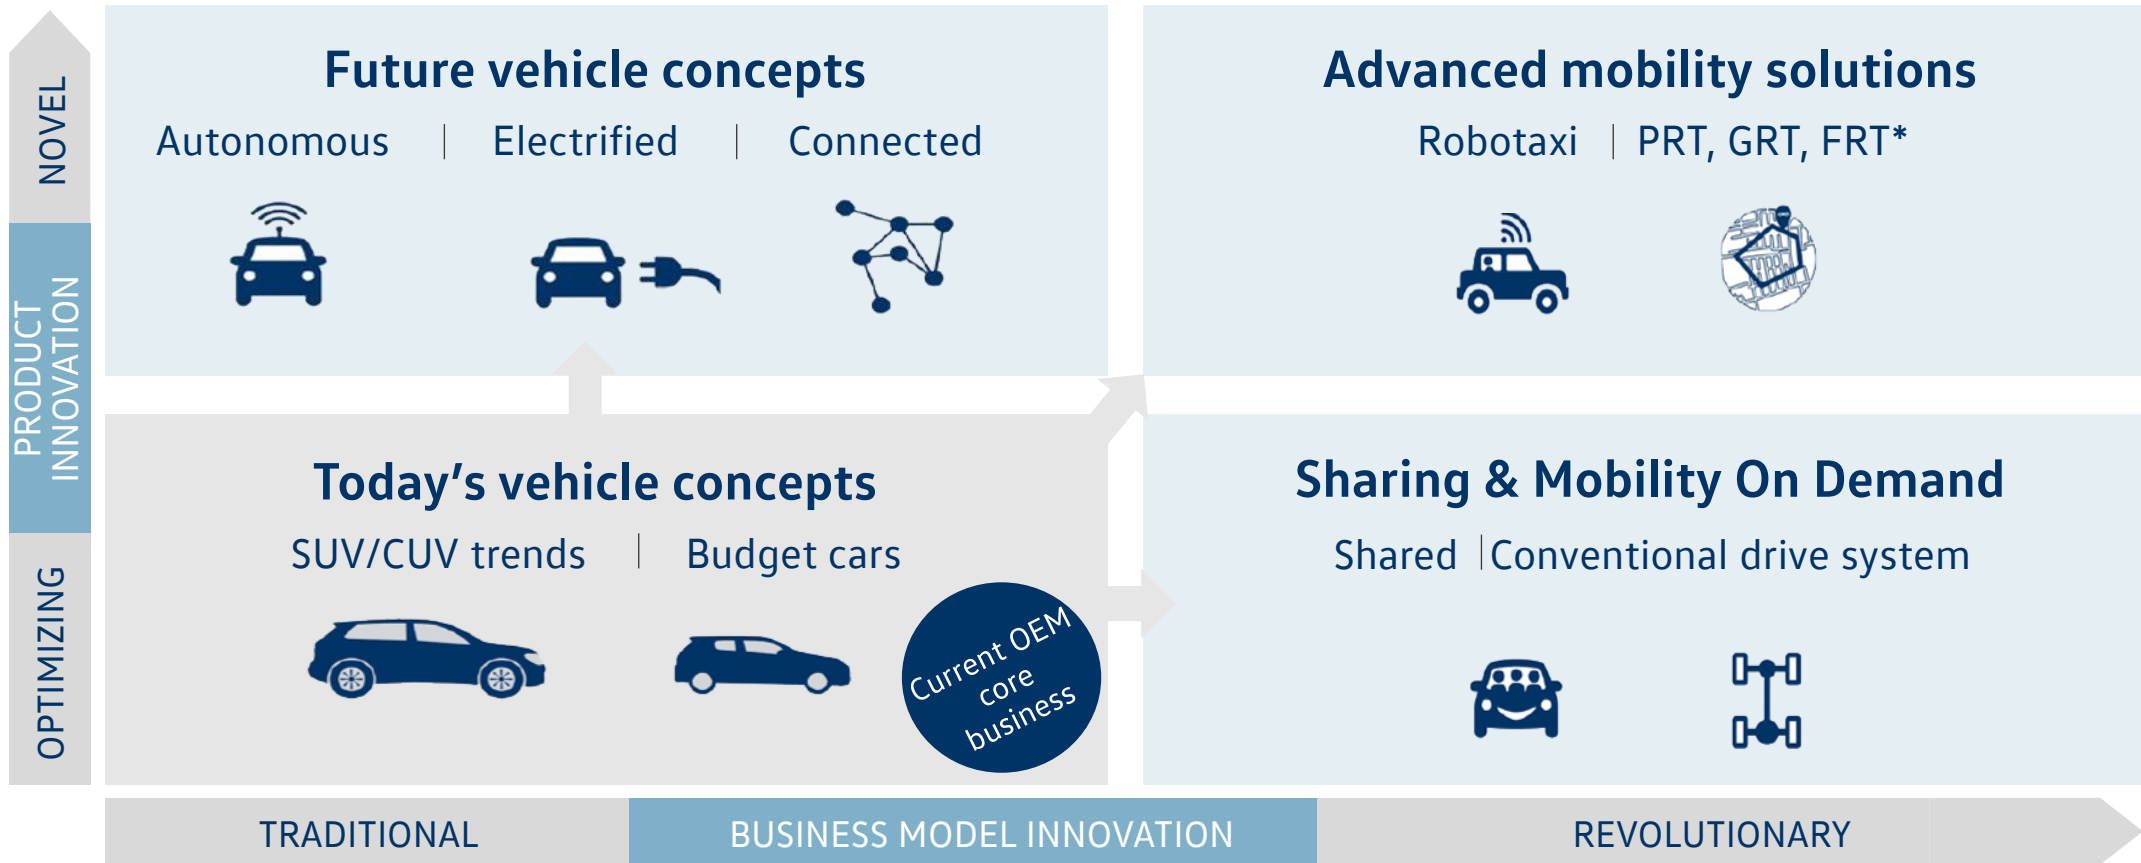 NOVEL
PRODUCT
INNOVATION
OPTIMIZING
Future vehicle concepts
Autonomous | Electrified | Connected
Advanced mobility solutions
Robotaxi | PRT, GRT, FRT*
Today's vehicle concepts
SUV/CUV trends | Budget cars
Current OEM
core
business
Sharing & Mobility On Demand
Shared | Conventional drive system
TRADITIONAL
BUSINESS MODEL INNOVATION
REVOLUTIONARY